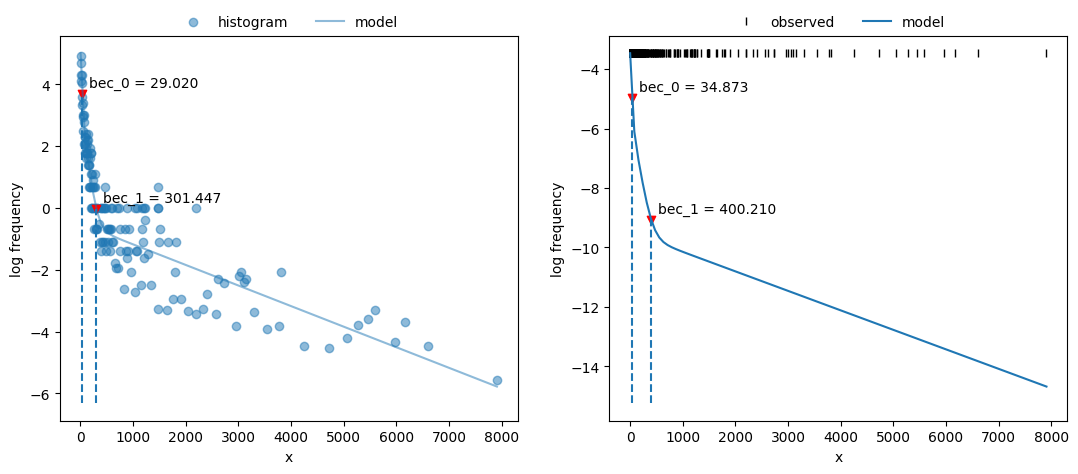 histogram model
bec_0 = 29.020
bec_1 = 301.447
log frequency
4
2
0
−2
−4
−6
0 1000 2000 3000 4000 5000 6000 7000 8000
x
observed model
bec_0 = 34.873
bec_1 = 400.210
log frequency
−4
−6
−8
−10
−12
−14
0 1000 2000 3000 4000 5000 6000 7000 8000
x